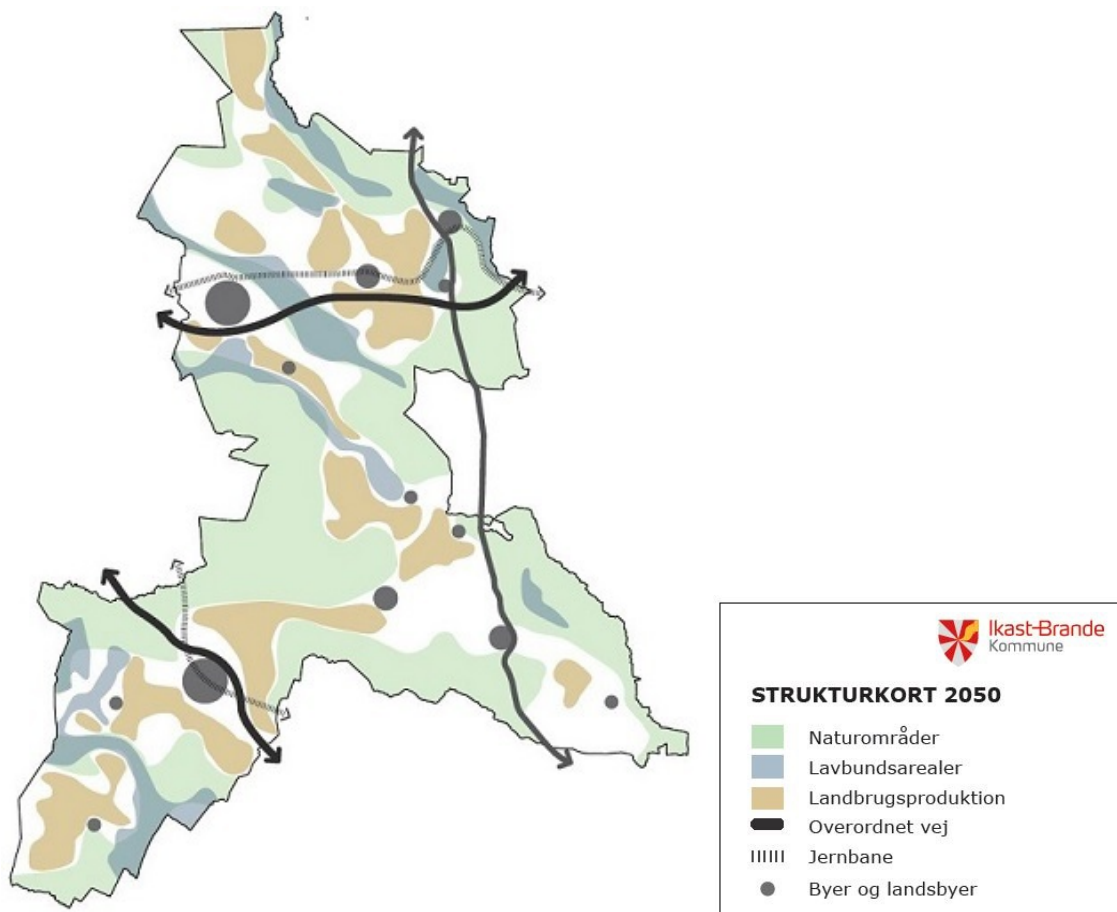 Ikast-Brande
Kommune
STRUKTURKORT 2050
Naturområder
Lavbundsarealer
Landbrugsproduktion
Overordnet vej
Jernbane
Byer og landsbyer